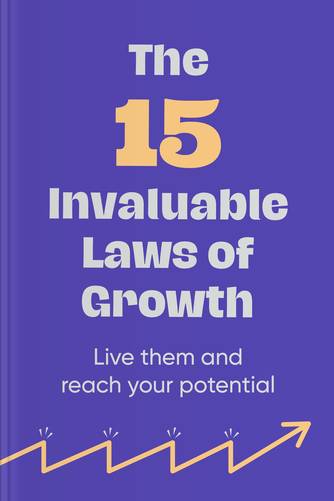 The
15
Invaluable
Laws of
Growth
Live them and
reach your potential